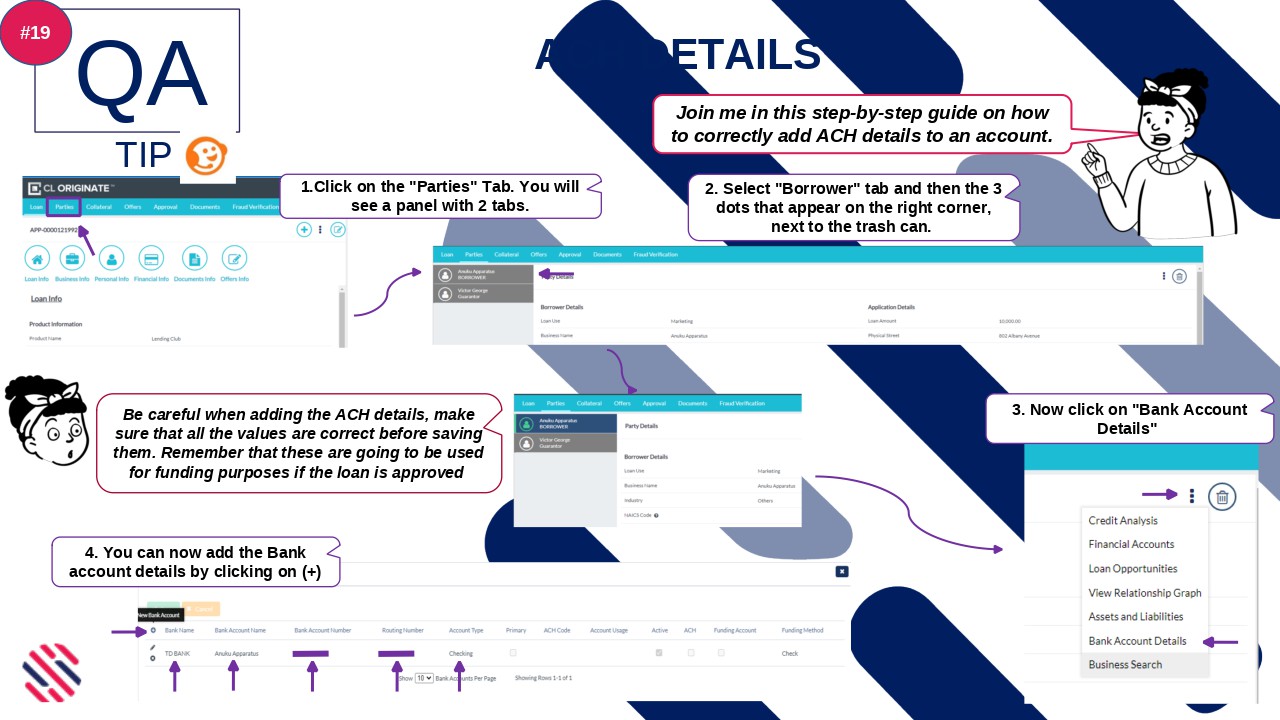 #19
QA
TIP
ACH DETAILS
Join me in this step-by-step guide on how
to correctly add ACH details to an account.
1.Click on the "Parties" Tab. You will
see a panel with 2 tabs.
2. Select "Borrower" tab and then the 3
dots that appear on the right corner,
next to the trash can.
CL ORIGINATE
Loan Parties Collateral Offers Approval Documents Fraud Verification
APP-0000121992
Loan Info Business Info Personal Info Financial Info Documents Info Offers Info
Loan Info
Product Information
Product Name Lending Club
Loan Parties Collateral Offers Approval Documents Fraud Verification
Anuku Apparatus
BORROWER
Victor George
Guarantor
Party Details
Borrower Details Application Details
Loan Use Marketing Loan Amount $10,000.00
Business Name Anuku Apparatus Physical Street 802 Albany Avenue
Be careful when adding the ACH details, make
sure that all the values are correct before saving
them. Remember that these are going to be used
for funding purposes if the loan is approved
Loan Parties Collateral Offers Approval Documents Fraud Verification
Anuku Apparatus
BORROWER
Victor George
Guarantor
Party Details
Borrower Details
Loan Use Marketing
Business Name Anuku Apparatus
Industry Others
NAICS Code
3. Now click on "Bank Account
Details"
Credit Analysis
Financial Accounts
Loan Opportunities
View Relationship Graph
Assets and Liabilities
Bank Account Details
Business Search
4. You can now add the Bank
account details by clicking on (+)
Cancel
New Bank Account
Bank Name Bank Account Name Bank Account Number Routing Number Account Type Primary ACH Code Account Usage Active ACH Funding Account Funding Method
TD BANK Anuku Apparatus Checking Check
Show 10 Bank Accounts Per Page Showing Rows 1-1 of 1